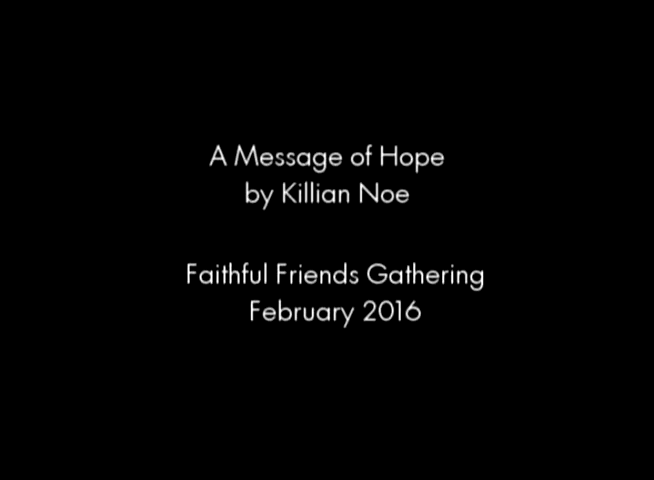 A Message of Hope
by Killian Noe
Faithful Friends Gathering
February 2016